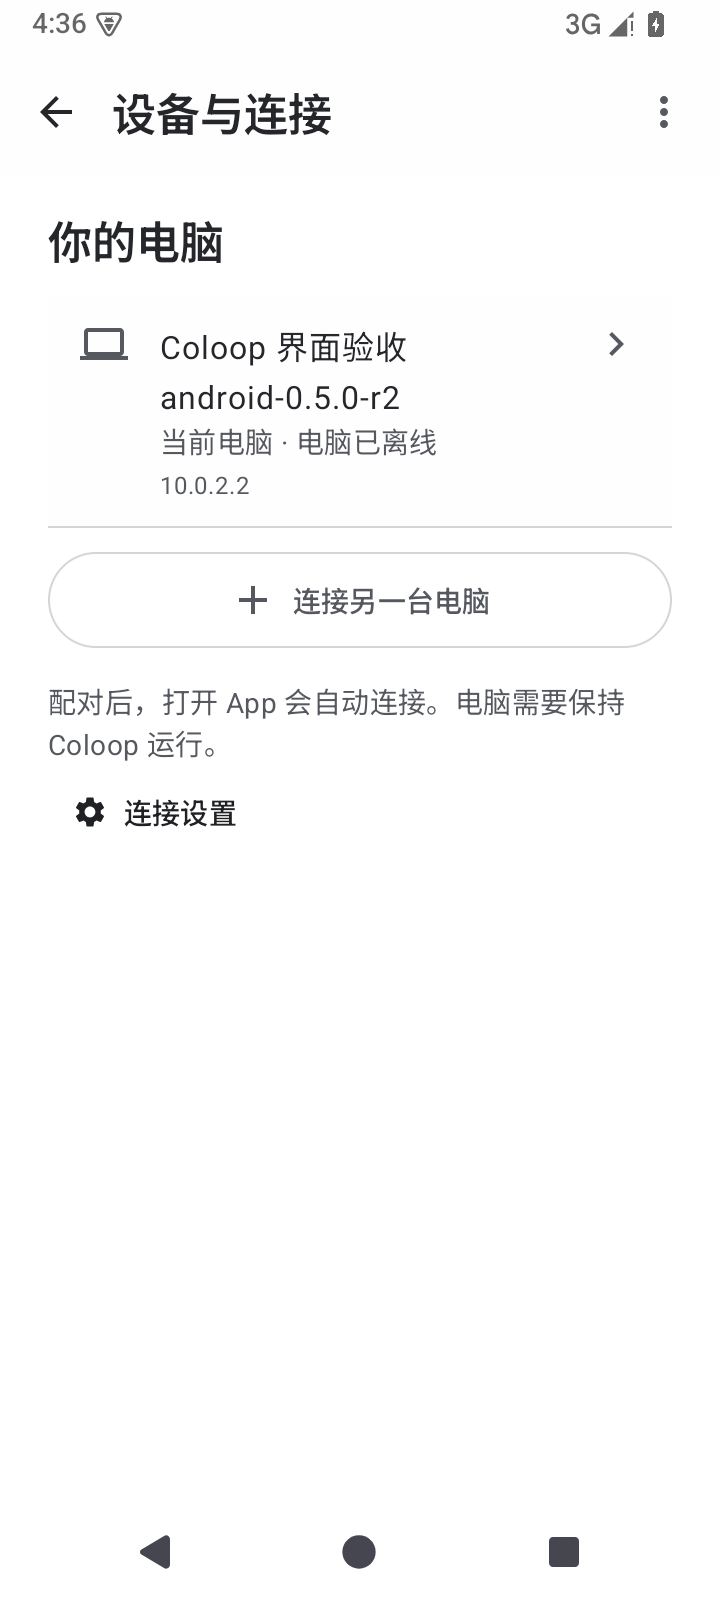 4:36
3G
设备与连接
你的电脑
Coloop 界面验收
android-0.5.0-r2
当前电脑 · 电脑已离线
10.0.2.2
连接另一台电脑
配对后，打开 App 会自动连接。电脑需要保持
Coloop 运行。
连接设置